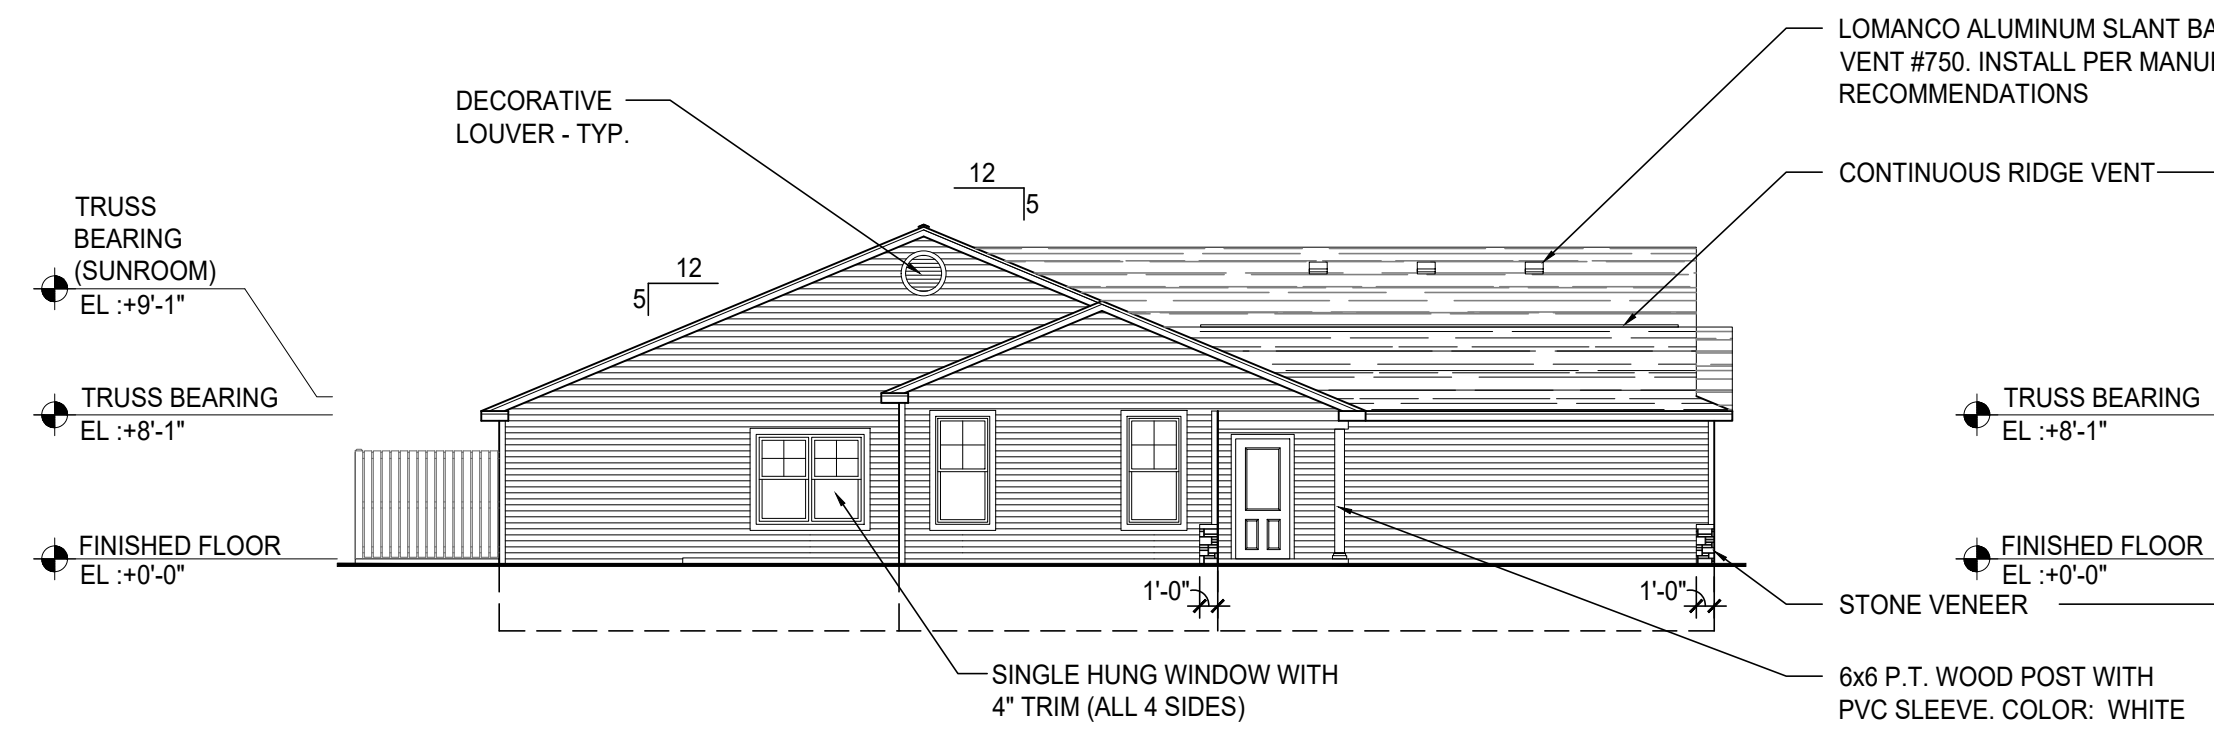 LOMANCO ALUMINUM SLANT
VENT #750. INSTALL PER
RECOMMENDATIONS
DECORATIVE
LOUVER - TYP.
12
5
CONTINUOUS RIDGE VENT
TRUSS
BEARING
(SUNROOM)
EL :+9'-1"
12
5
TRUSS BEARING
EL :+8'-1"
TRUSS BEARING
EL :+8'-1"
FINISHED FLOOR
EL :+0'-0"
FINISHED FLOOR
EL :+0'-0"
1'-0"
1'-0"
STONE VENEER
SINGLE HUNG WINDOW WITH
4" TRIM (ALL 4 SIDES)
6x6 P.T. WOOD POST WITH
PVC SLEEVE. COLOR: WHITE